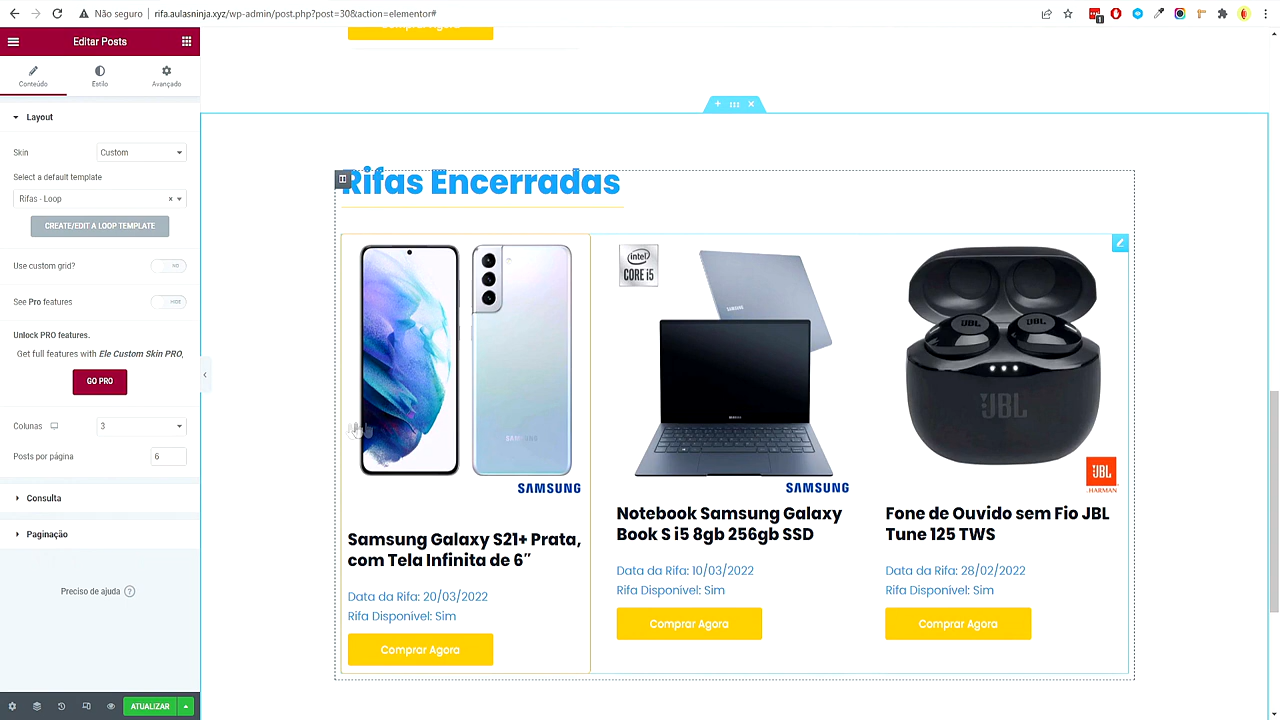 Não seguro
rifa.aulasninja.xyz/wp-admin/post.php?post=30&action=elementor#
1
Editar Posts
Conteúdo
Estilo
Avançado
Layout
Skin
Custom
Select a default template
Rifas - Loop
CREATE/EDIT A LOOP TEMPLATE
Use custom grid?
NO
See Pro features
HIDE
Unlock PRO features.
Get full features with Ele Custom Skin PRO,
GO PRO
Colunas
3
Posts por página
6
Consulta
Paginação
Preciso de ajuda
ATUALIZAR
Rifas Encerradas
SAMSUNG
Samsung Galaxy S21+ Prata,
com Tela Infinita de 6″
Data da Rifa: 20/03/2022
Rifa Disponível: Sim
Comprar Agora
intel
CORE i5
SAMSUNG
SAMSUNG
SAMSUNG
Notebook Samsung Galaxy
Book S i5 8gb 256gb SSD
Data da Rifa: 10/03/2022
Rifa Disponível: Sim
Comprar Agora
JBL
JBL
JBL
JBL
HARMAN
Fone de Ouvido sem Fio JBL
Tune 125 TWS
Data da Rifa: 28/02/2022
Rifa Disponível: Sim
Comprar Agora